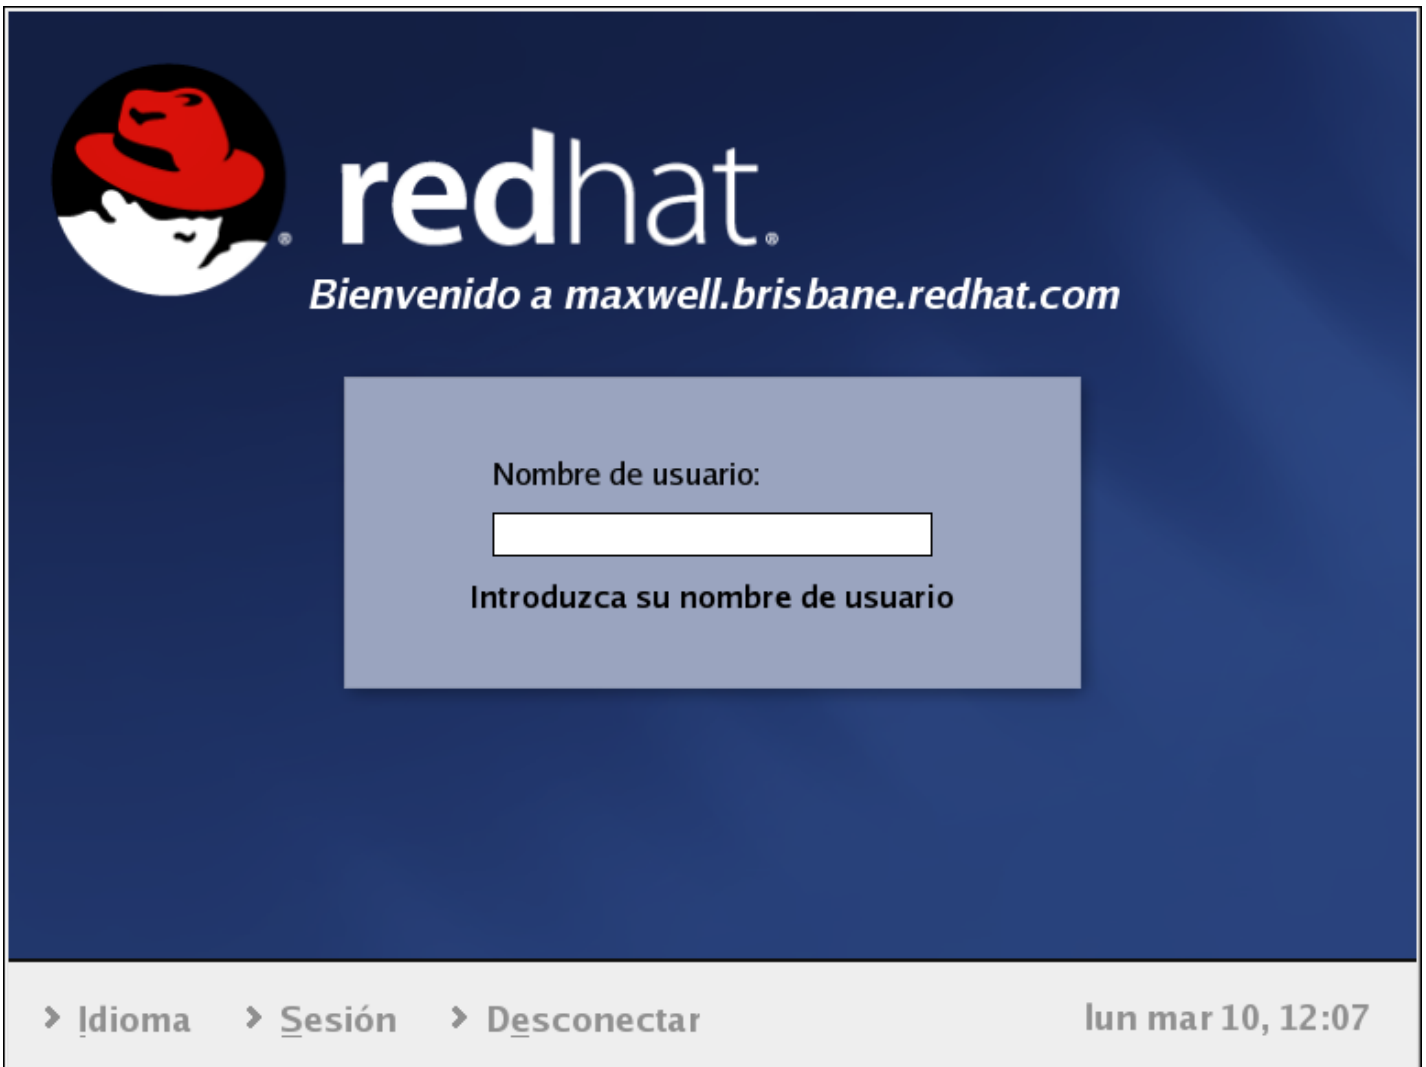 redhat®
Bienvenido a maxwell.brisbane.redhat.com
Nombre de usuario:
Introduzca su nombre de usuario
Idioma
Sesión
Desconectar
lun mar 10, 12:07